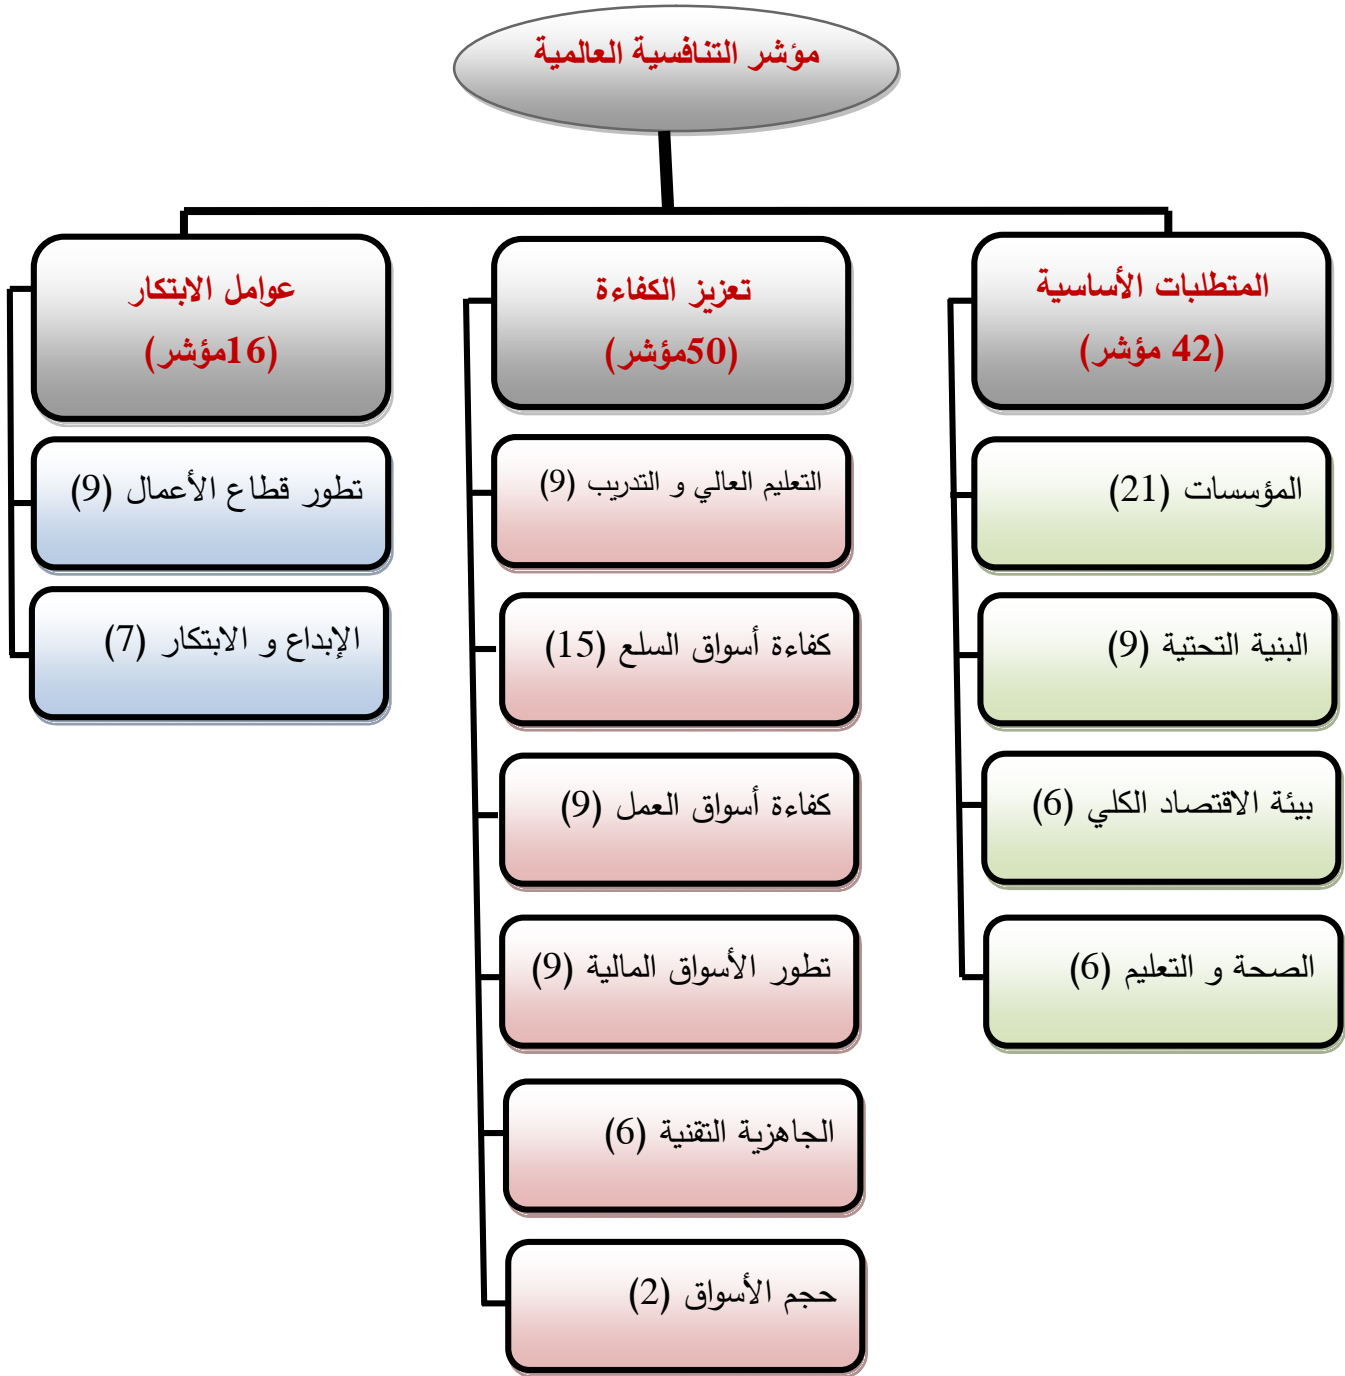 مؤشر التنافسية العالمية
المتطلبات الأساسية
(42 مؤشر)
المؤسسات (21)
البنية التحتية (9)
بيئة الاقتصاد الكلي (6)
الصحة و التعليم (6)
تعزيز الكفاءة
(50مؤشر)
التعليم العالي و التدريب (9)
كفاءة أسواق السلع (15)
كفاءة أسواق العمل (9)
تطور الأسواق المالية (9)
الجاهزية التقنية (6)
حجم الأسواق (2)
عوامل الابتكار
(16مؤشر)
تطور قطاع الأعمال (9)
الإبداع و الابتكار (7)